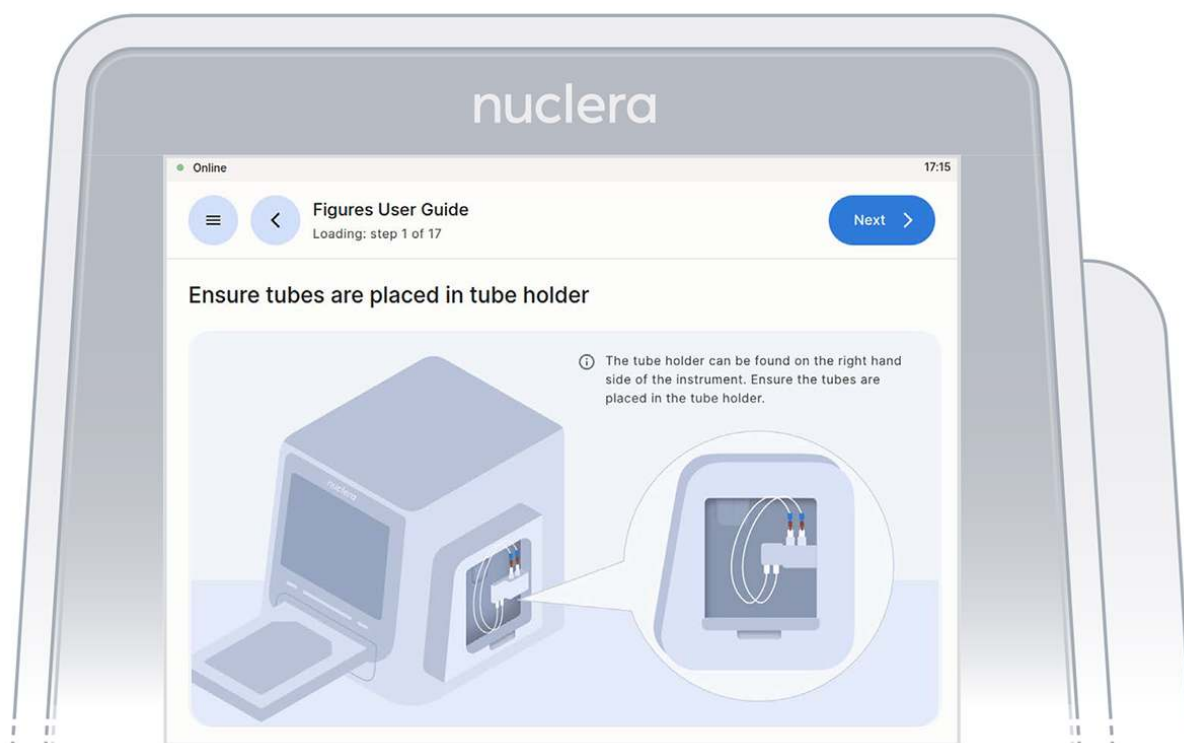 nuclera
Online
17:15
Figures User Guide
Loading: step 1 of 17
Next
Ensure tubes are placed in tube holder
The tube holder can be found on the right hand
side of the instrument. Ensure the tubes are
placed in the tube holder.
nuclera